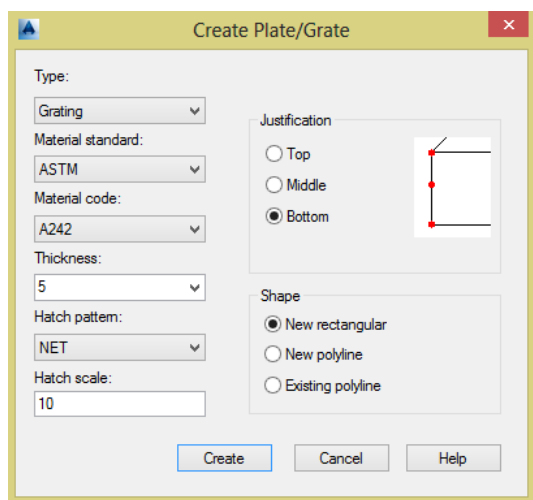 Create Plate/Grate
Type:
Grating
Material standard:
ASTM
Material code:
A242
Thickness:
5
Hatch pattern:
NET
Hatch scale:
10
Justification
Top
Middle
Bottom
Shape
New rectangular
New polyline
Existing polyline
Create
Cancel
Help